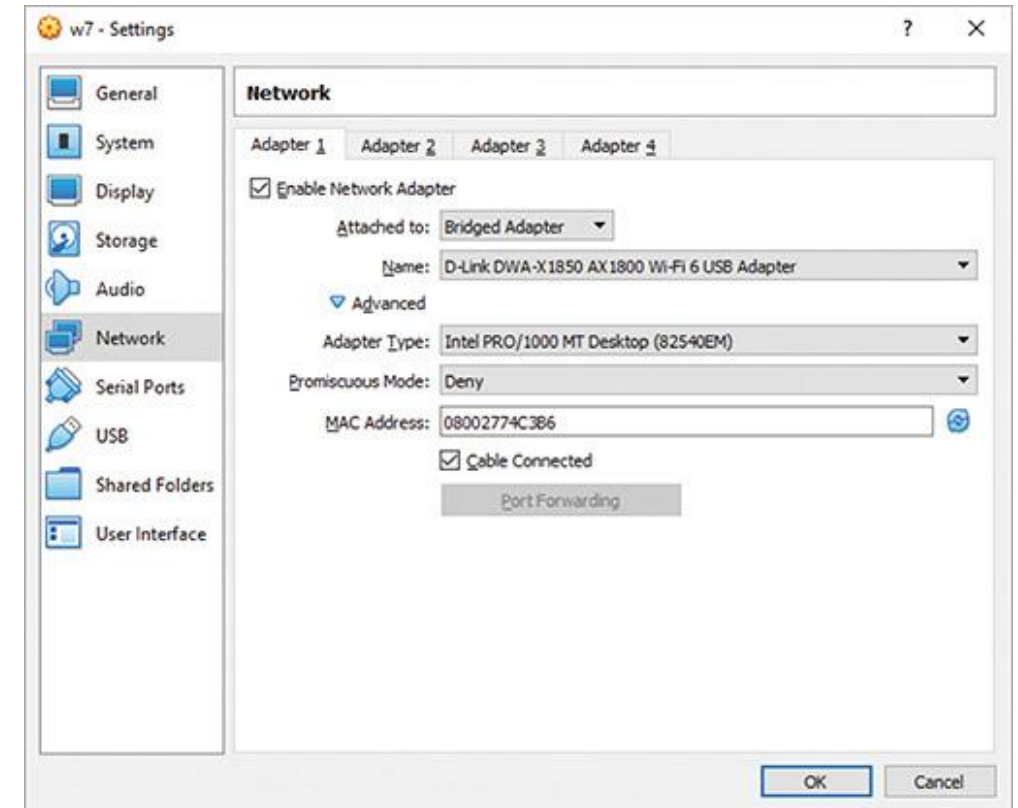 w7 - Settings
?
General
System
Display
Storage
Audio
Network
Serial Ports
USB
Shared Folders
User Interface
Network
Adapter 1 Adapter 2 Adapter 3 Adapter 4
Enable Network Adapter
Attached to: Bridged Adapter
Name: D-Link DWA-X1850 AX1800 Wi-Fi 6 USB Adapter
Advanced
Adapter Type: Intel PRO/1000 MT Desktop (82540EM)
Promiscuous Mode: Deny
MAC Address: 08002774C3B6
Cable Connected
Port Forwarding
OK Cancel